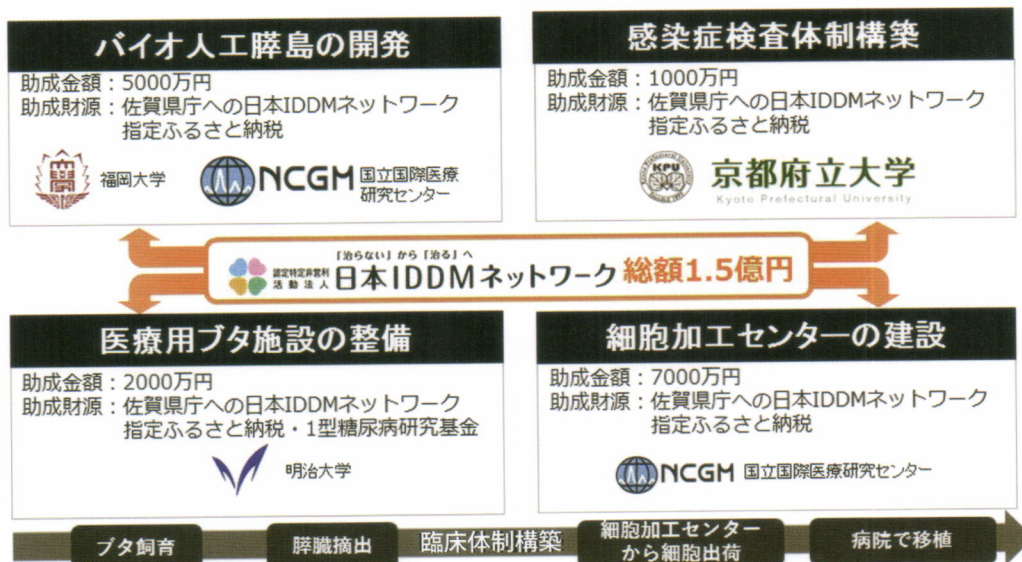 バイオ人工膵島の開発
助成金額：5000万円
助成財源：佐賀県庁への日本IDDMネットワーク
指定ふるさと納税
福岡大学
NCGM 国立国際医療
研究センター
感染症検査体制構築
助成金額：1000万円
助成財源：佐賀県庁への日本IDDMネットワーク
指定ふるさと納税
KPU
京都府立大学
Kyoto Prefectural University
「治らない」から「治る」へ
認定特定非営利
活動法人
日本IDDMネットワーク 総額1.5億円
医療用ブタ施設の整備
助成金額：2000万円
助成財源：佐賀県庁への日本IDDMネットワーク
指定ふるさと納税・1型糖尿病研究基金
明治大学
細胞加工センターの建設
助成金額：7000万円
助成財源：佐賀県庁への日本IDDMネットワーク
指定ふるさと納税
NCGM 国立国際医療研究センター
ブタ飼育
膵臓摘出
臨床体制構築
細胞加工センター
から細胞出荷
病院で移植